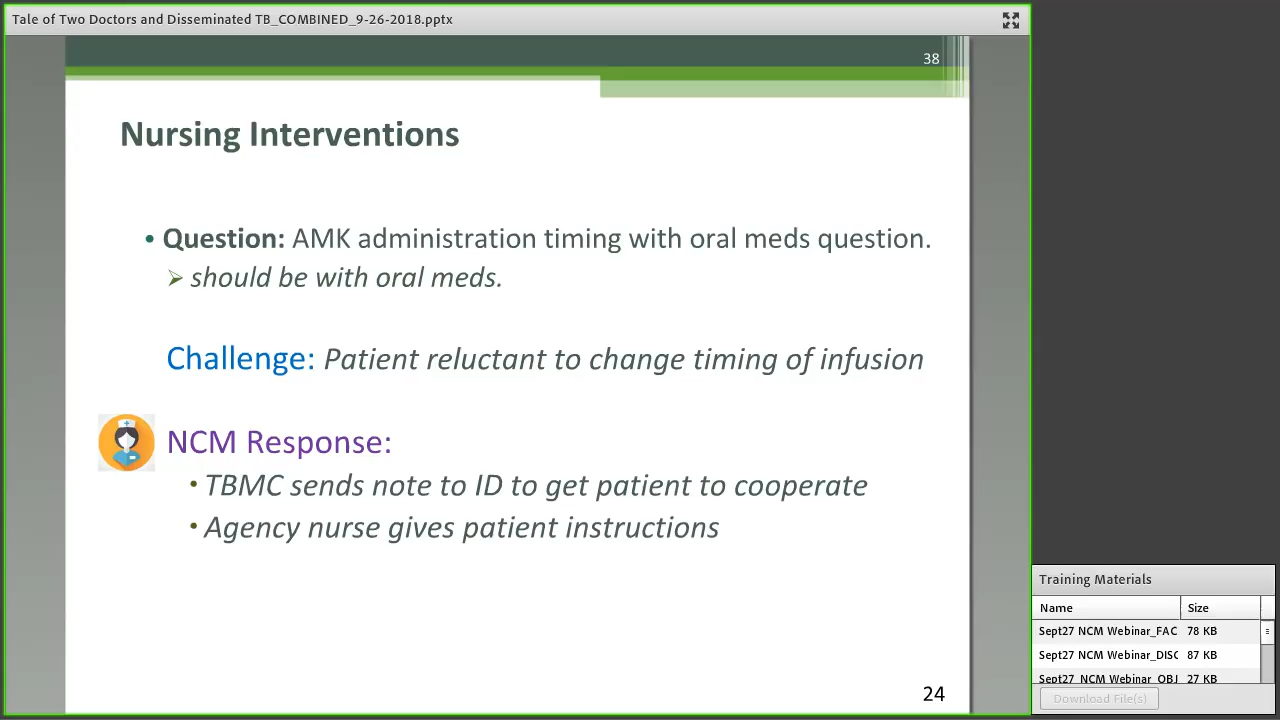 Tale of Two Doctors and Disseminated TB_COMBINED_9-26-2018.pptx
38
Nursing Interventions
• Question: AMK administration timing with oral meds question.
➢ should be with oral meds.
Challenge: Patient reluctant to change timing of infusion
NCM Response:
• TBMC sends note to ID to get patient to cooperate
• Agency nurse gives patient instructions
24
Training Materials
Name Size
Sept27 NCM Webinar_FAC 78 KB
Sept27 NCM Webinar_DISC 87 KB
Sept27 NCM Webinar_OBJ 27 KB
Download File(s)